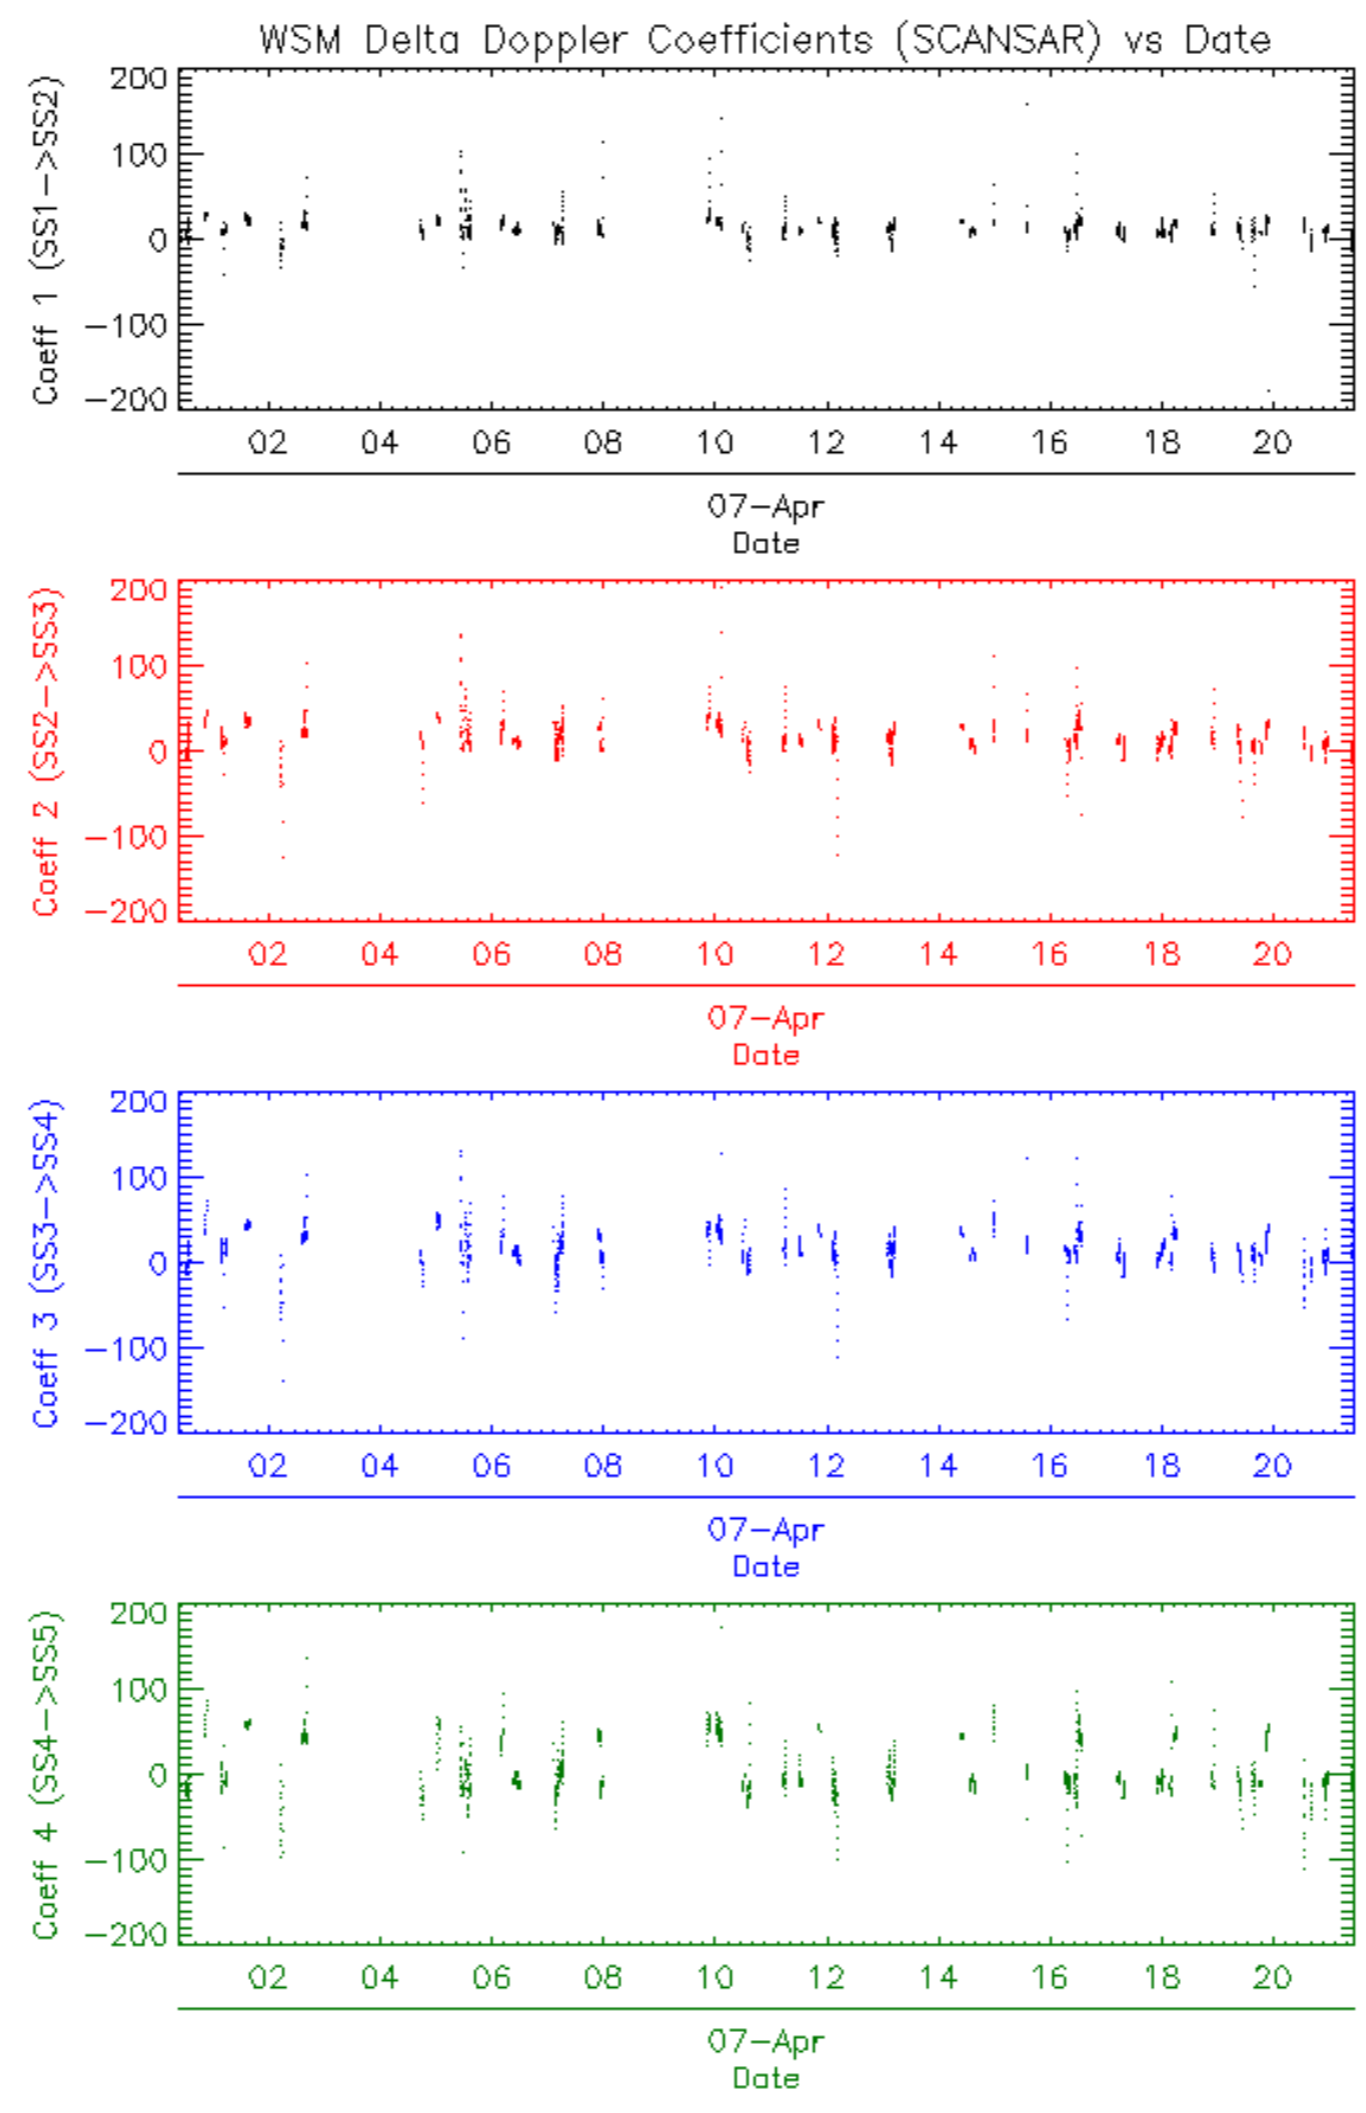 WSM Delta Doppler Coefficients (SCANSAR) vs Date
Coeff 1 (SS1->SS2)
200
100
0
-100
-200
02 04 06 08 10 12 14 16 18 20
07-Apr
Date
Coeff 2 (SS2->SS3)
200
100
0
-100
-200
02 04 06 08 10 12 14 16 18 20
07-Apr
Date
Coeff 3 (SS3->SS4)
200
100
0
-100
-200
02 04 06 08 10 12 14 16 18 20
07-Apr
Date
Coeff 4 (SS4->SS5)
200
100
0
-100
-200
02 04 06 08 10 12 14 16 18 20
07-Apr
Date